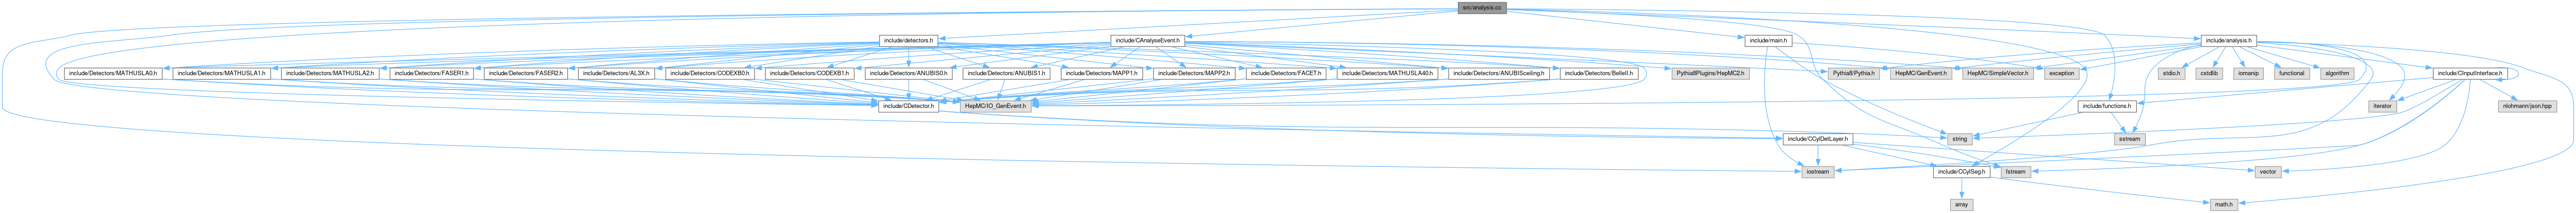 src/analysis.cc
include/detectors.h
include/CAnalyseEvent.h
include/main.h
include/analysis.h
include/Detectors/MATHUSLA0.h
include/Detectors/MATHUSLA1.h
include/Detectors/MATHUSLA2.h
include/Detectors/FASER1.h
include/Detectors/FASER2.h
include/Detectors/AL3X.h
include/Detectors/CODEXB0.h
include/Detectors/CODEXB1.h
include/Detectors/ANUBIS0.h
include/Detectors/ANUBIS1.h
include/Detectors/MAPP1.h
include/Detectors/MAPP2.h
include/Detectors/FACET.h
include/Detectors/MATHUSLA40.h
include/Detectors/ANUBISceiling.h
include/Detectors/BelleII.h
Pythia8Plugins/HepMC2.h
Pythia8/Pythia.h
HepMC/GenEvent.h
HepMC/SimpleVector.h
exception
stdio.h
cstdlib
iomanip
functional
algorithm
include/CInputInterface.h
include/CDetector.h
HepMC/IO_GenEvent.h
include/functions.h
iterator
nlohmann/json.hpp
include/CCylDetLayer.h
string
sstream
iostream
include/CCylSeg.h
fstream
vector
array
math.h